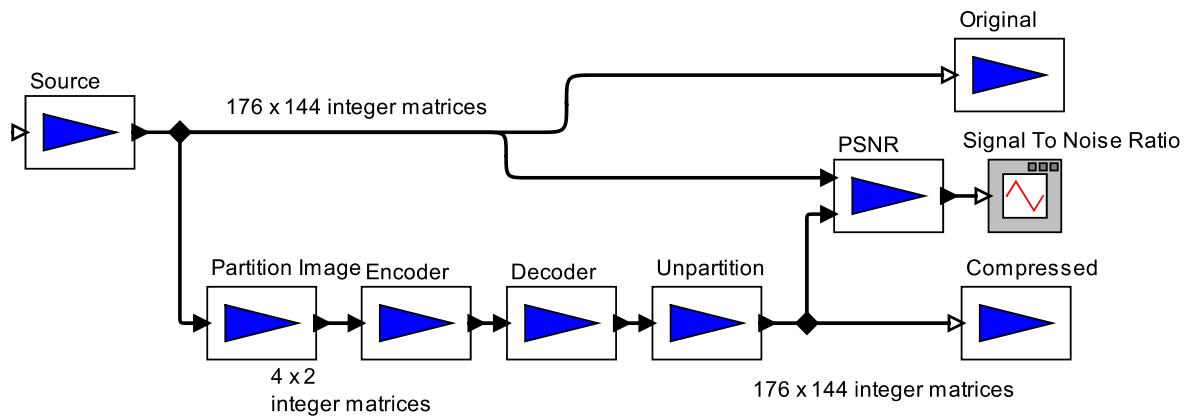 Original
Source
176 x 144 integer matrices
PSNR
Signal To Noise Ratio
Partition Image
Encoder
Decoder
Unpartition
Compressed
4 x 2
integer matrices
176 x 144 integer matrices